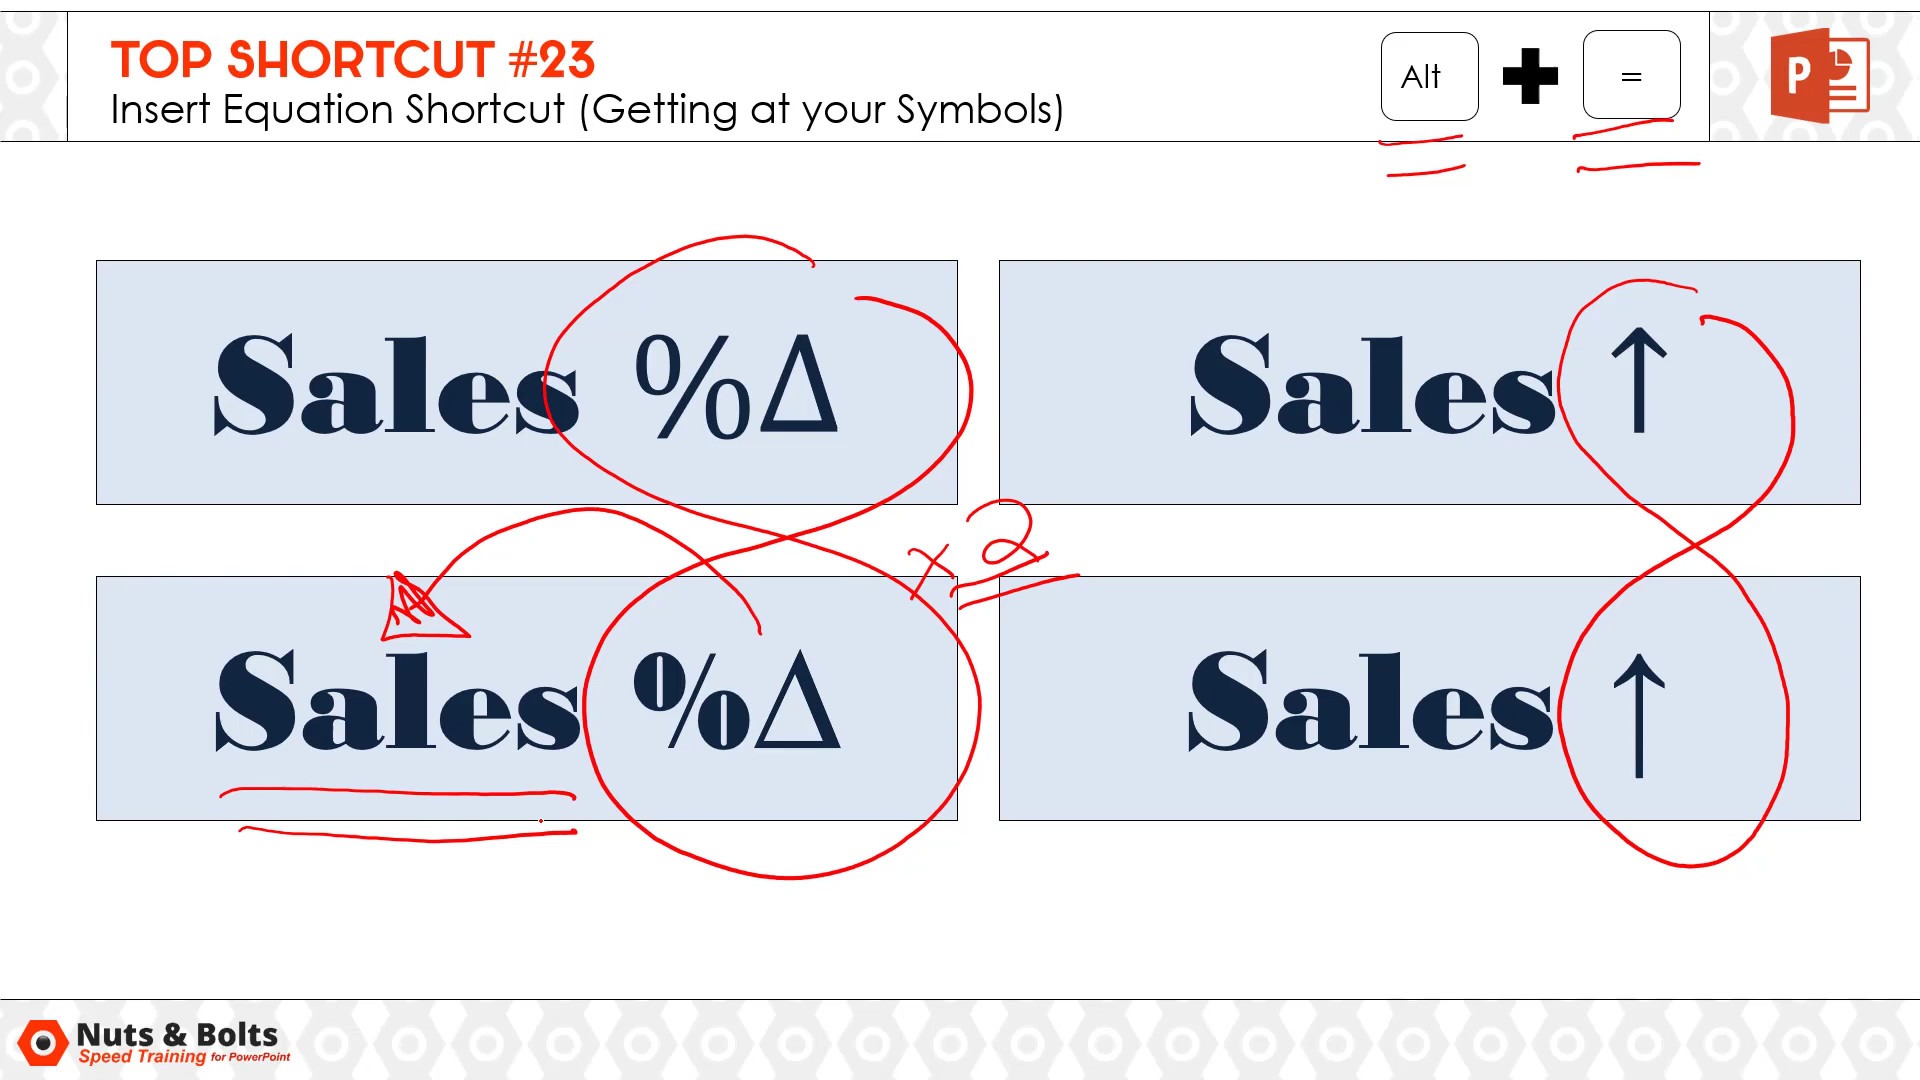 TOP SHORTCUT #23
Insert Equation Shortcut (Getting at your Symbols)
Alt + =
P
Sales %Δ
Sales ↑
x2
Sales %Δ
Sales ↑
Nuts & Bolts
Speed Training for PowerPoint